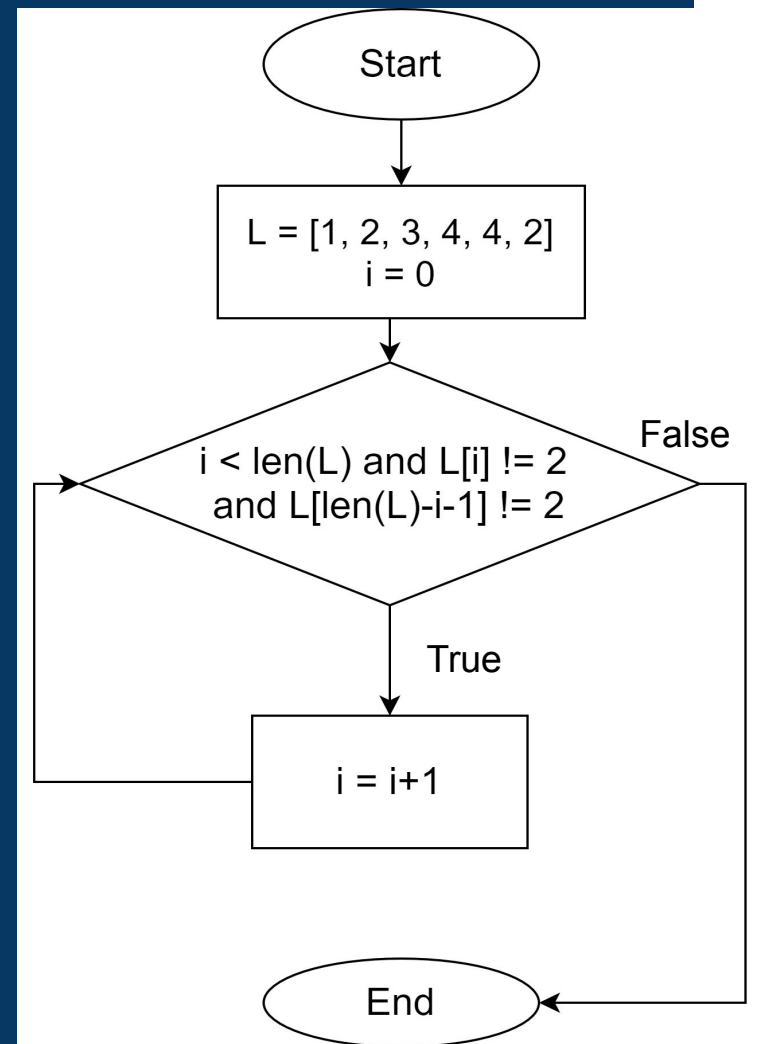 Start
L = [1, 2, 3, 4, 4, 2]
i = 0
i < len(L) and L[i] != 2
and L[len(L)-i-1] != 2
False
True
i = i+1
End